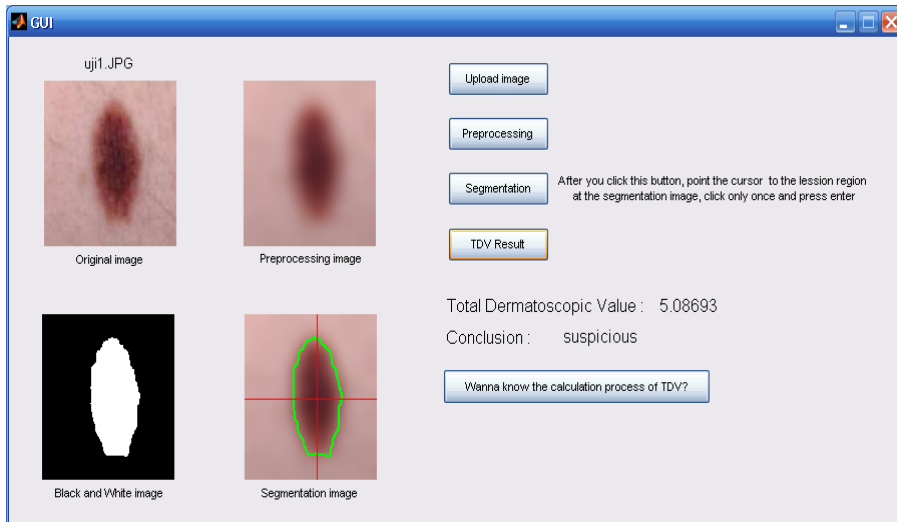 GUI
uji1.JPG
Original image
Preprocessing image
Black and White image
Segmentation image
Upload image
Preprocessing
Segmentation
After you click this button, point the cursor to the lession region
at the segmentation image, click only once and press enter
TDV Result
Total Dermatoscopic Value : 5.08693
Conclusion : suspicious
Wanna know the calculation process of TDV?